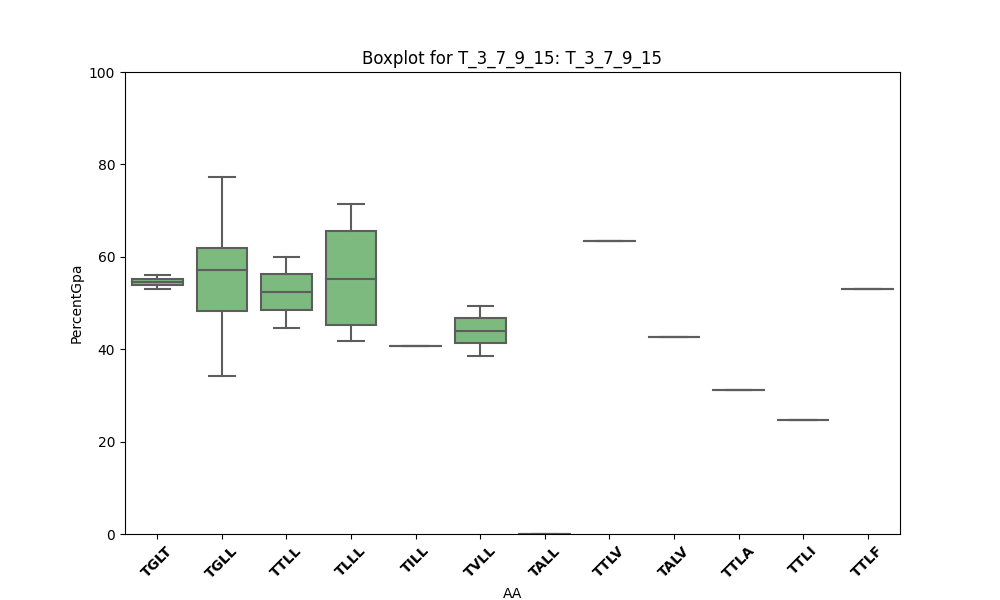 Boxplot for T_3_7_9_15: T_3_7_9_15
100
80
60
40
20
0
PercentGpa
TGLT
TGLL
TTLL
TLLL
TILL
TVLL
TALL
TTLV
TALV
TTLA
TTLI
TTLF
AA